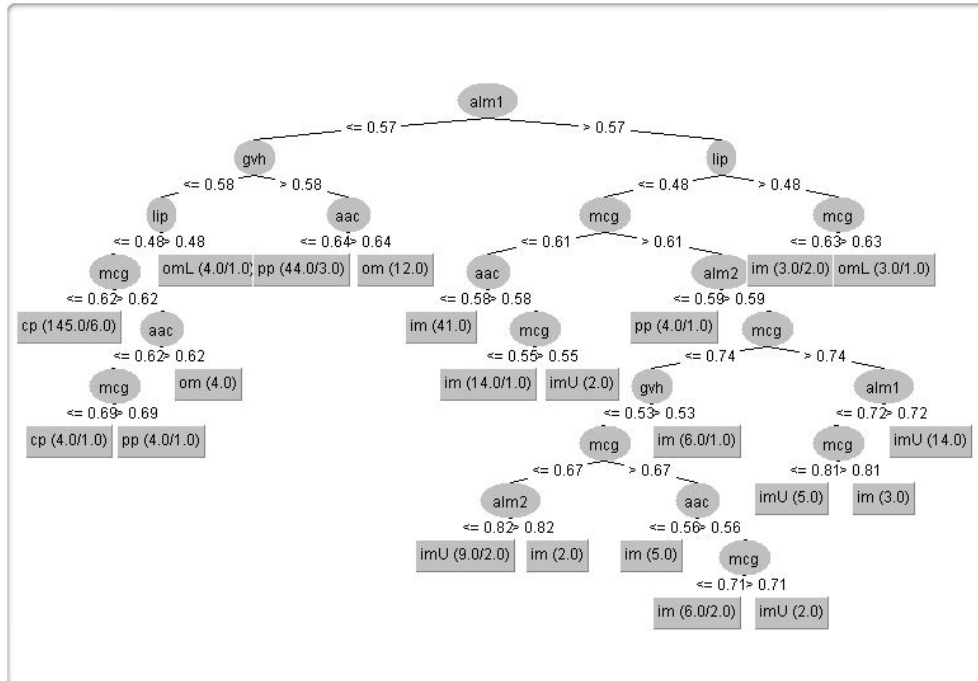 alm1
<= 0.57 > 0.57
gvh lip
<= 0.58 > 0.58 <= 0.48 > 0.48
lip aac mcg mcg
<= 0.48 > 0.48 <= 0.64 > 0.64 <= 0.61 > 0.61 <= 0.63 > 0.63
mcg omL (4.0/1.0) pp (44.0/3.0) om (12.0) aac alm2 im (3.0/2.0) omL (3.0/1.0)
<= 0.62 > 0.62 <= 0.58 > 0.58 <= 0.59 > 0.59
cp (145.0/6.0) aac im (41.0) mcg pp (4.0/1.0) mcg
<= 0.62 > 0.62 <= 0.55 > 0.55 <= 0.74 > 0.74
mcg om (4.0) im (14.0/1.0) imU (2.0) gvh alm1
<= 0.69 > 0.69 <= 0.53 > 0.53 <= 0.72 > 0.72
cp (4.0/1.0) pp (4.0/1.0) mcg im (6.0/1.0) mcg imU (14.0)
<= 0.67 > 0.67 <= 0.81 > 0.81
alm2 aac imU (5.0) im (3.0)
<= 0.82 > 0.82 <= 0.56 > 0.56
imU (9.0/2.0) im (2.0) im (5.0) mcg
<= 0.71 > 0.71
im (6.0/2.0) imU (2.0)